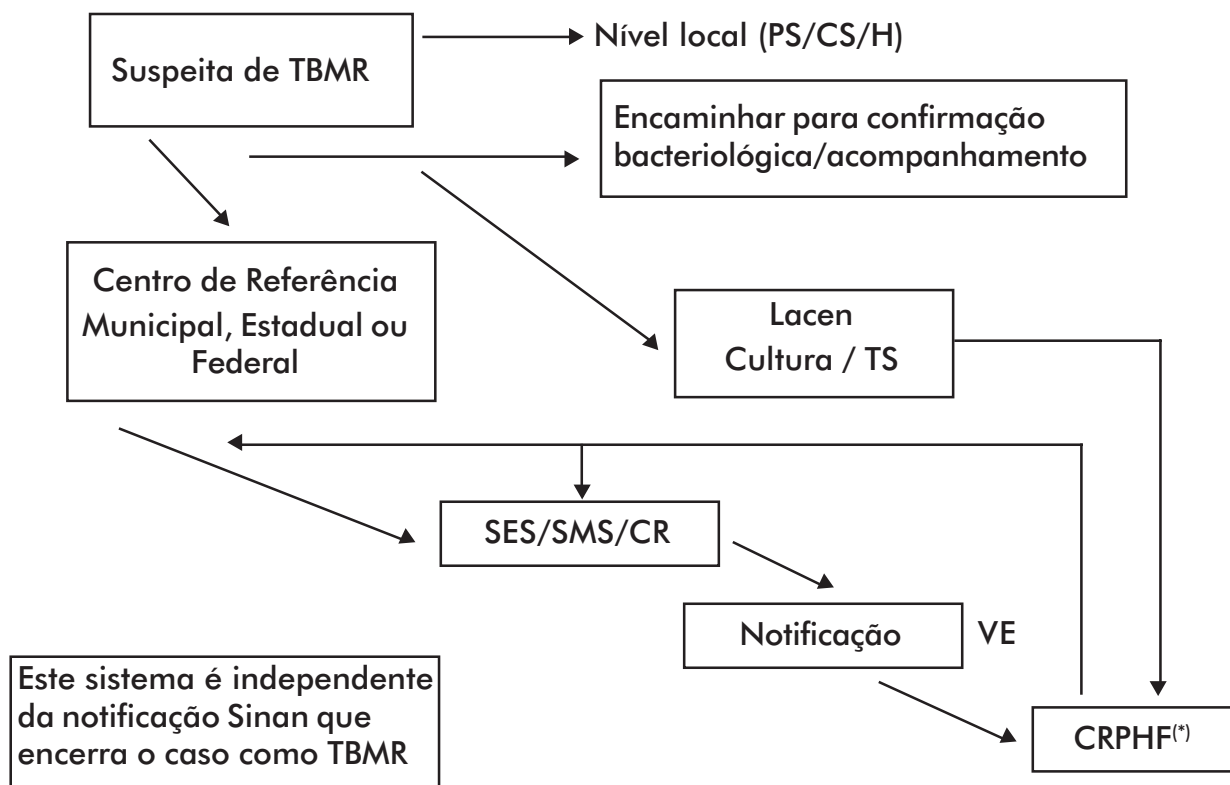 Suspeita de TBMR
Nível local (PS/CS/H)
Encaminhar para confirmação
bacteriológica/acompanhamento
Centro de Referência
Municipal, Estadual ou
Federal
Lacen
Cultura / TS
SES/SMS/CR
Notificação
VE
Este sistema é independente
da notificação Sinan que
encerra o caso como TBMR
CRPHF(*)